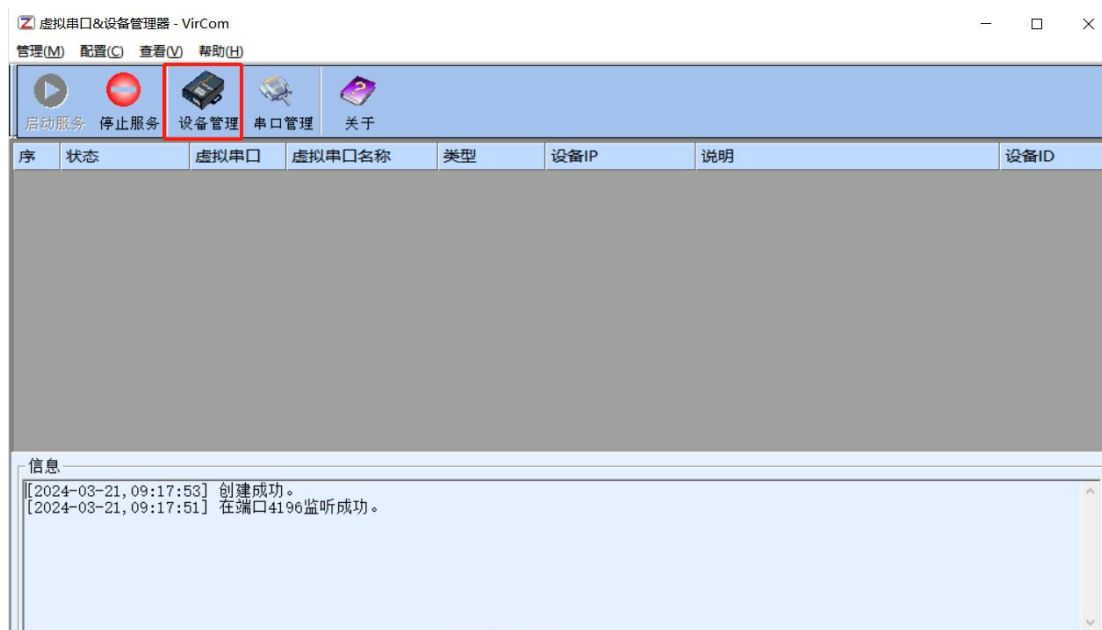 虚拟串口&设备管理器 - VirCom
管理(M) 配置(C) 查看(V) 帮助(H)
启动服务 停止服务 设备管理 串口管理 关于
序 状态 虚拟串口 虚拟串口名称 类型 设备IP 说明 设备ID
信息
[2024-03-21,09:17:53] 创建成功。
[2024-03-21,09:17:51] 在端口4196监听成功。